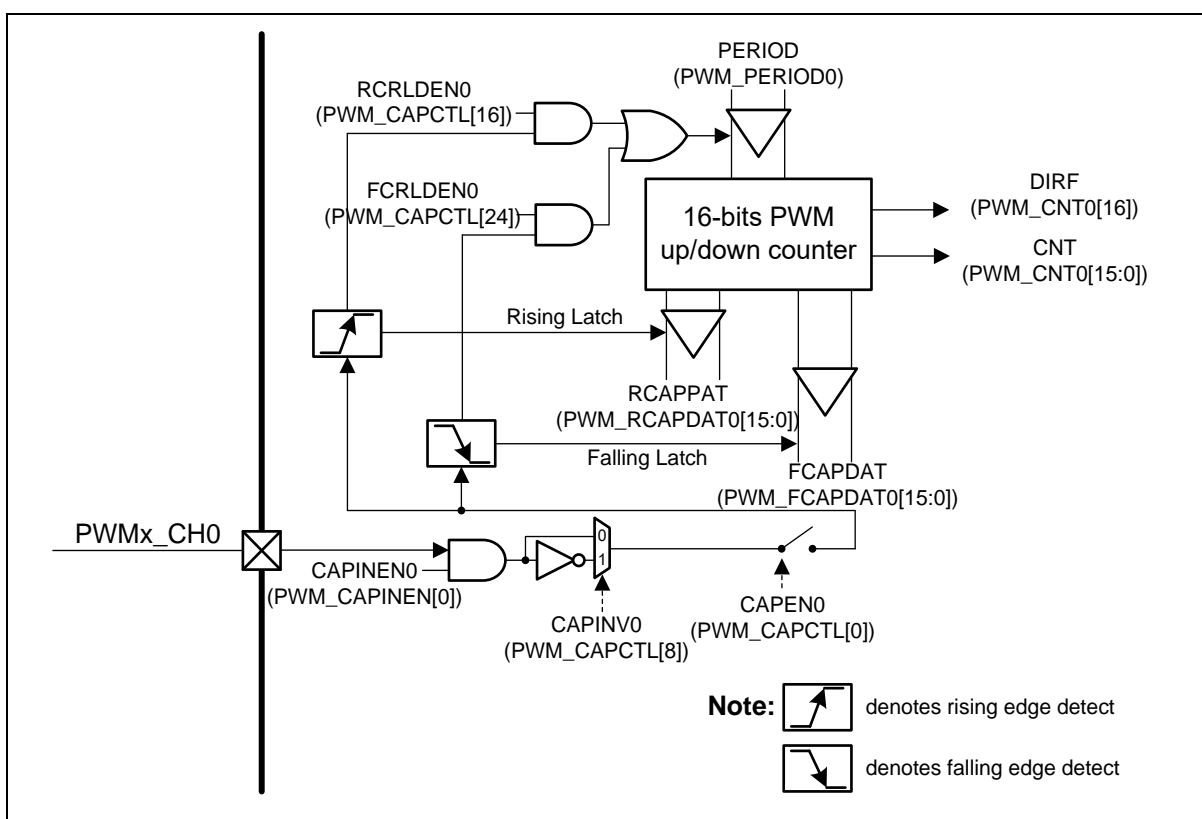 PERIOD
(PWM_PERIOD0)
RCRLDEN0
(PWM_CAPCTL[16])
FCRLDEN0
(PWM_CAPCTL[24])
16-bits PWM
up/down counter
DIRF
(PWM_CNT0[16])
CNT
(PWM_CNT0[15:0])
Rising Latch
RCAPPAT
(PWM_RCAPDAT0[15:0])
Falling Latch
FCAPDAT
(PWM_FCAPDAT0[15:0])
PWMx_CH0
0
1
CAPINEN0
(PWM_CAPINEN[0])
CAPINV0
(PWM_CAPCTL[8])
CAPEN0
(PWM_CAPCTL[0])
Note:
denotes rising edge detect
denotes falling edge detect